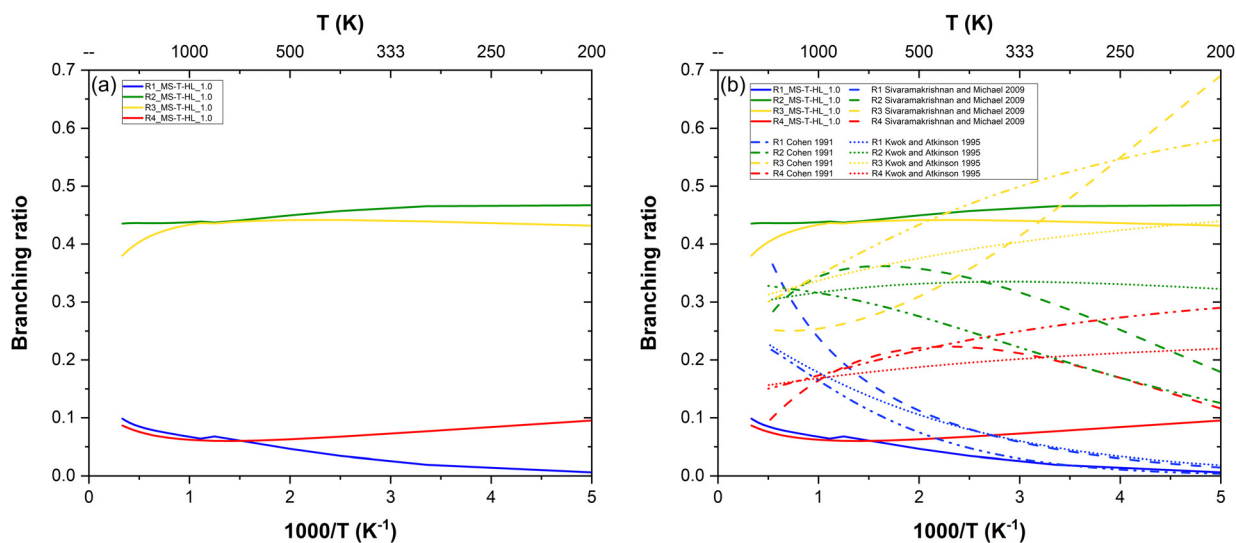 T (K)
-- 1000 500 333 250 200
0.7
0.6
0.5
0.4
0.3
0.2
0.1
0.0
Branching ratio
(a)
R1_MS-T-HL_1.0
R2_MS-T-HL_1.0
R3_MS-T-HL_1.0
R4_MS-T-HL_1.0
0 1 2 3 4 5
1000/T (K-1)
T (K)
-- 1000 500 333 250 200
0.7
0.6
0.5
0.4
0.3
0.2
0.1
0.0
Branching ratio
(b)
R1_MS-T-HL_1.0 R1 Sivaramakrishnan and Michael 2009
R2_MS-T-HL_1.0 R2 Sivaramakrishnan and Michael 2009
R3_MS-T-HL_1.0 R3 Sivaramakrishnan and Michael 2009
R4_MS-T-HL_1.0 R4 Sivaramakrishnan and Michael 2009
R1 Cohen 1991 R1 Kwok and Atkinson 1995
R2 Cohen 1991 R2 Kwok and Atkinson 1995
R3 Cohen 1991 R3 Kwok and Atkinson 1995
R4 Cohen 1991 R4 Kwok and Atkinson 1995
0 1 2 3 4 5
1000/T (K-1)